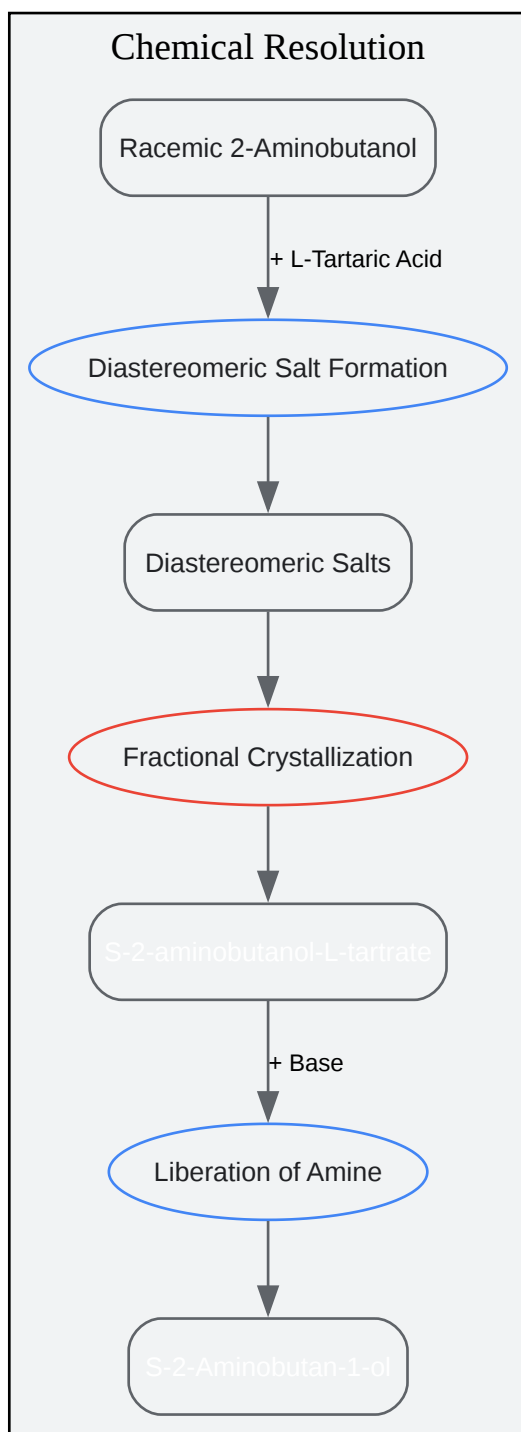 Chemical Resolution
Racemic 2-Aminobutanol
+ L-Tartaric Acid
Diastereomeric Salt Formation
Diastereomeric Salts
Fractional Crystallization
S-2-aminobutanol-L-tartrate
+ Base
Liberation of Amine
S-2-Aminobutan-1-ol